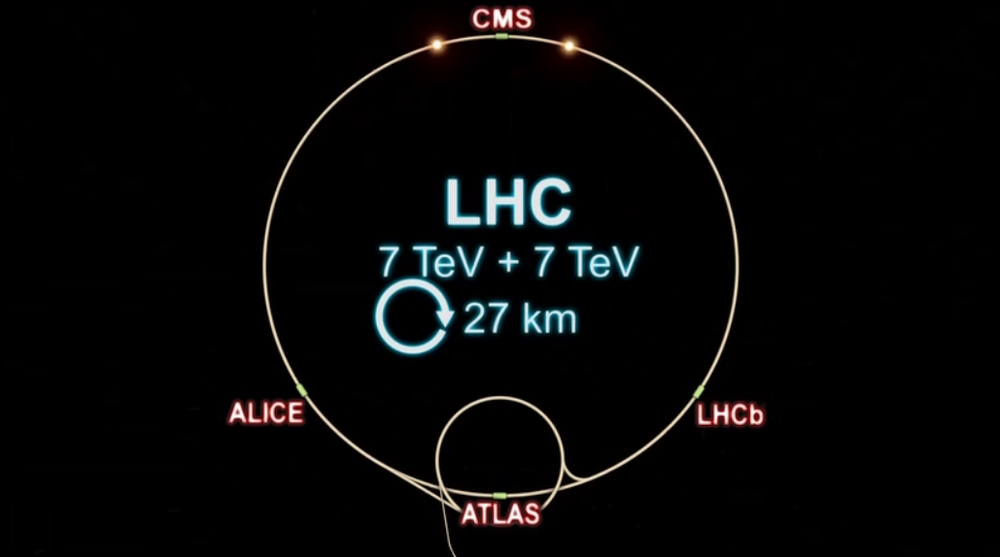 CMS
LHC
7 TeV + 7 TeV
27 km
ALICE
LHCb
ATLAS